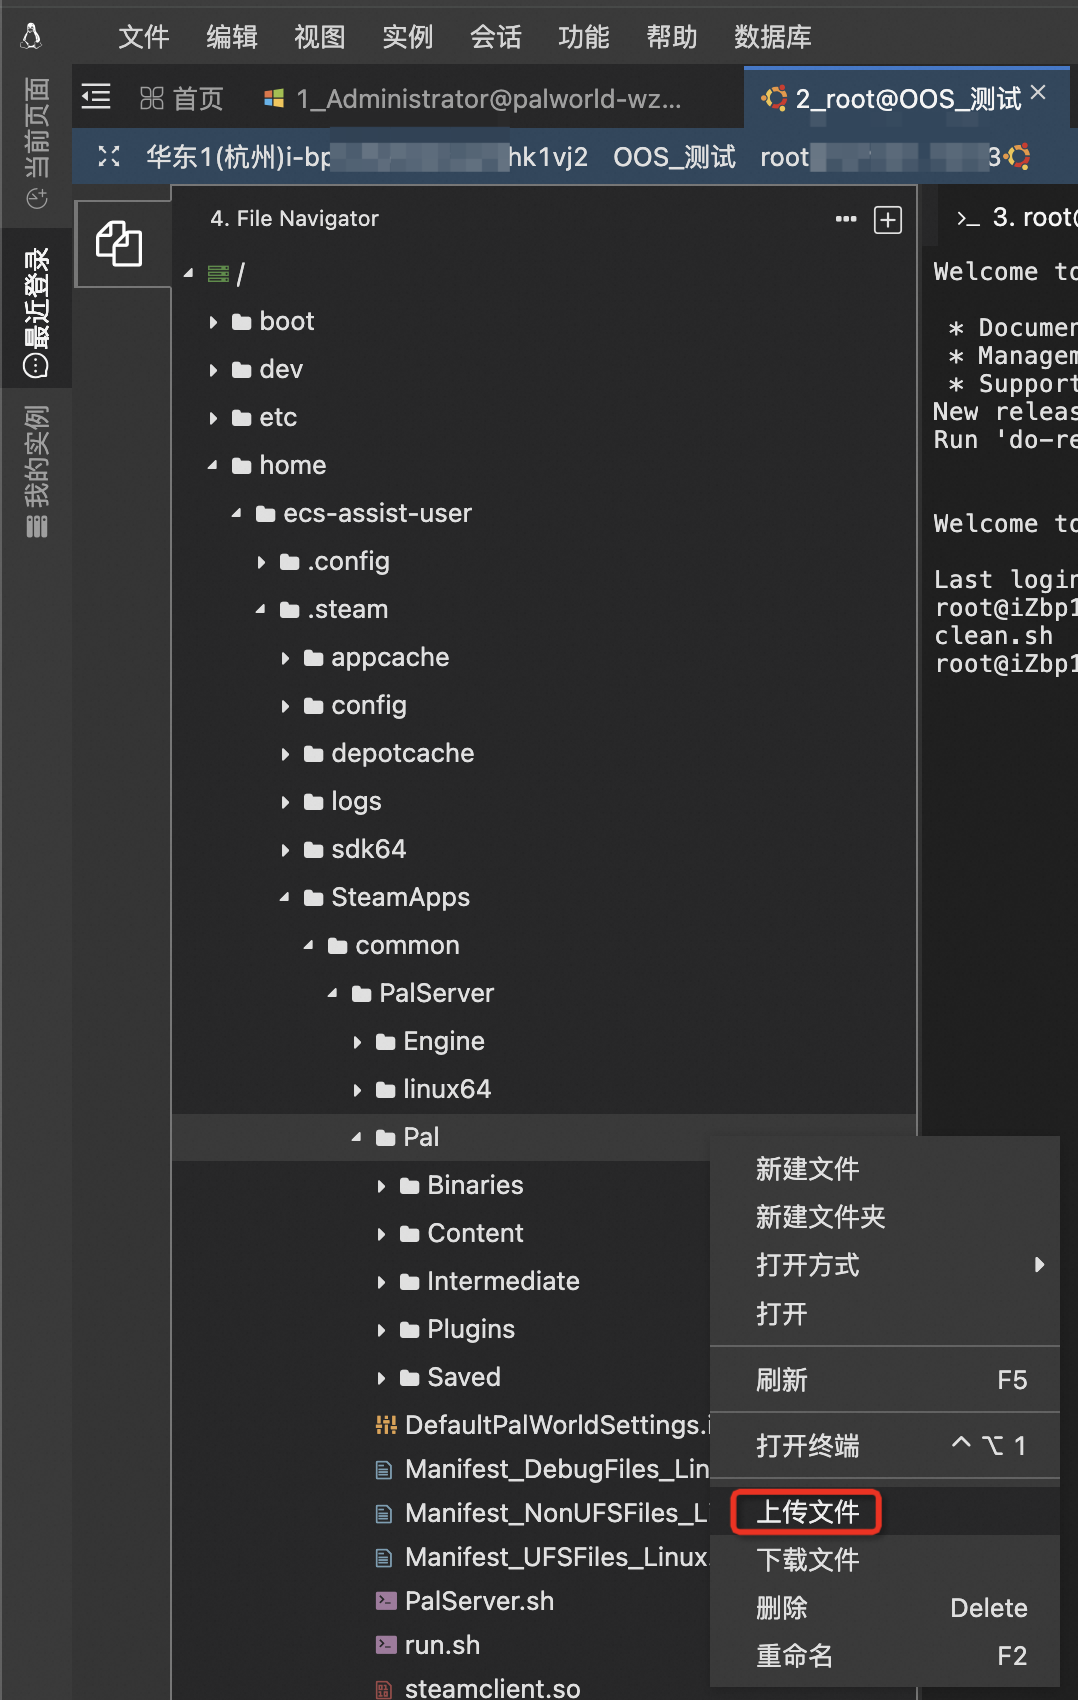 文件 编辑 视图 实例 会话 功能 帮助 数据库
当前页面
最近登录
我的实例
首页
1_Administrator@palworld-wz...
2_root@OOS_测试
华东1(杭州)i-bp
hk1vj2 OOS_测试 root
3
4. File Navigator
/
boot
dev
etc
home
ecs-assist-user
.config
.steam
appcache
config
depotcache
logs
sdk64
SteamApps
common
PalServer
Engine
linux64
Pal
Binaries
Content
Intermediate
Plugins
Saved
DefaultPalWorldSettings.i
Manifest_DebugFiles_Lin
Manifest_NonUFSFiles_L
Manifest_UFSFiles_Linux.
PalServer.sh
run.sh
steamclient.so
新建文件
新建文件夹
打开方式
打开
刷新 F5
打开终端 ^ ⌥ 1
上传文件
下载文件
删除 Delete
重命名 F2
>_ 3. root@
Welcome to
* Documen
* Managem
* Support
New releas
Run 'do-re
Welcome to
Last login
root@iZbp1
clean.sh
root@iZbp1